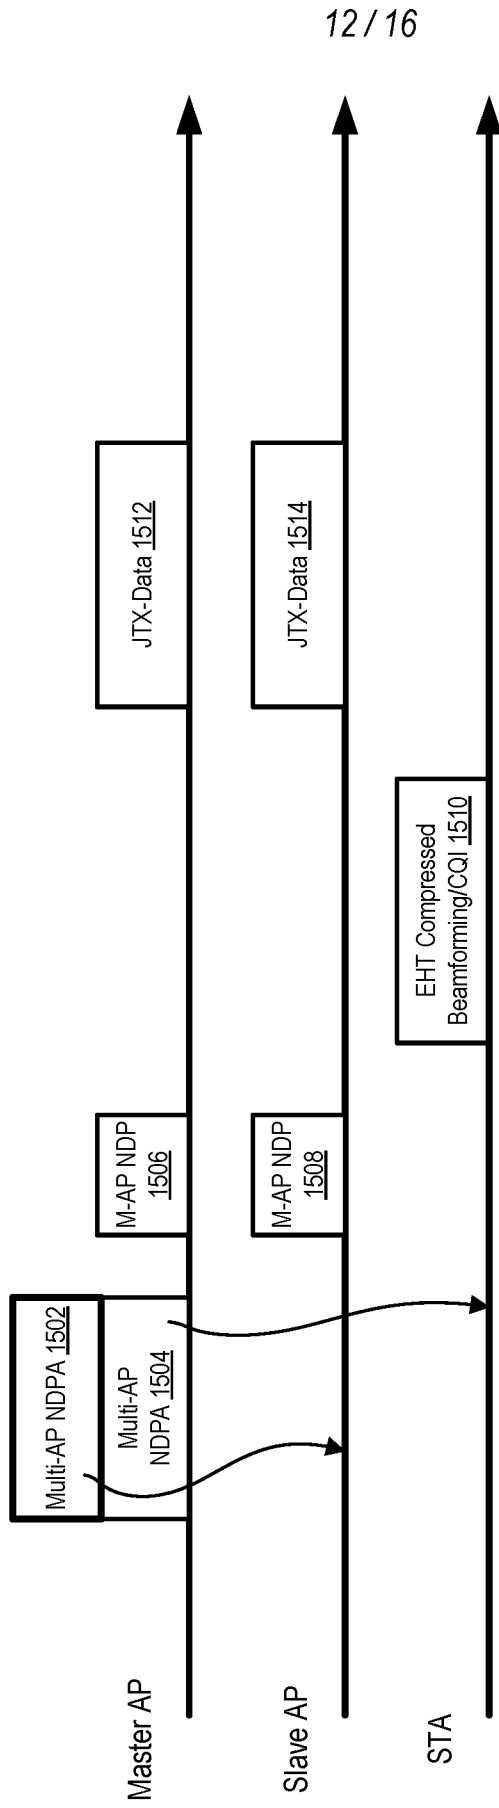 12 / 16
Master AP
Multi-AP NDPA 1502
Multi-AP
NDPA 1504
M-AP NDP
1506
JTX-Data 1512
Slave AP
M-AP NDP
1508
JTX-Data 1514
STA
EHT Compressed
Beamforming/CQI 1510